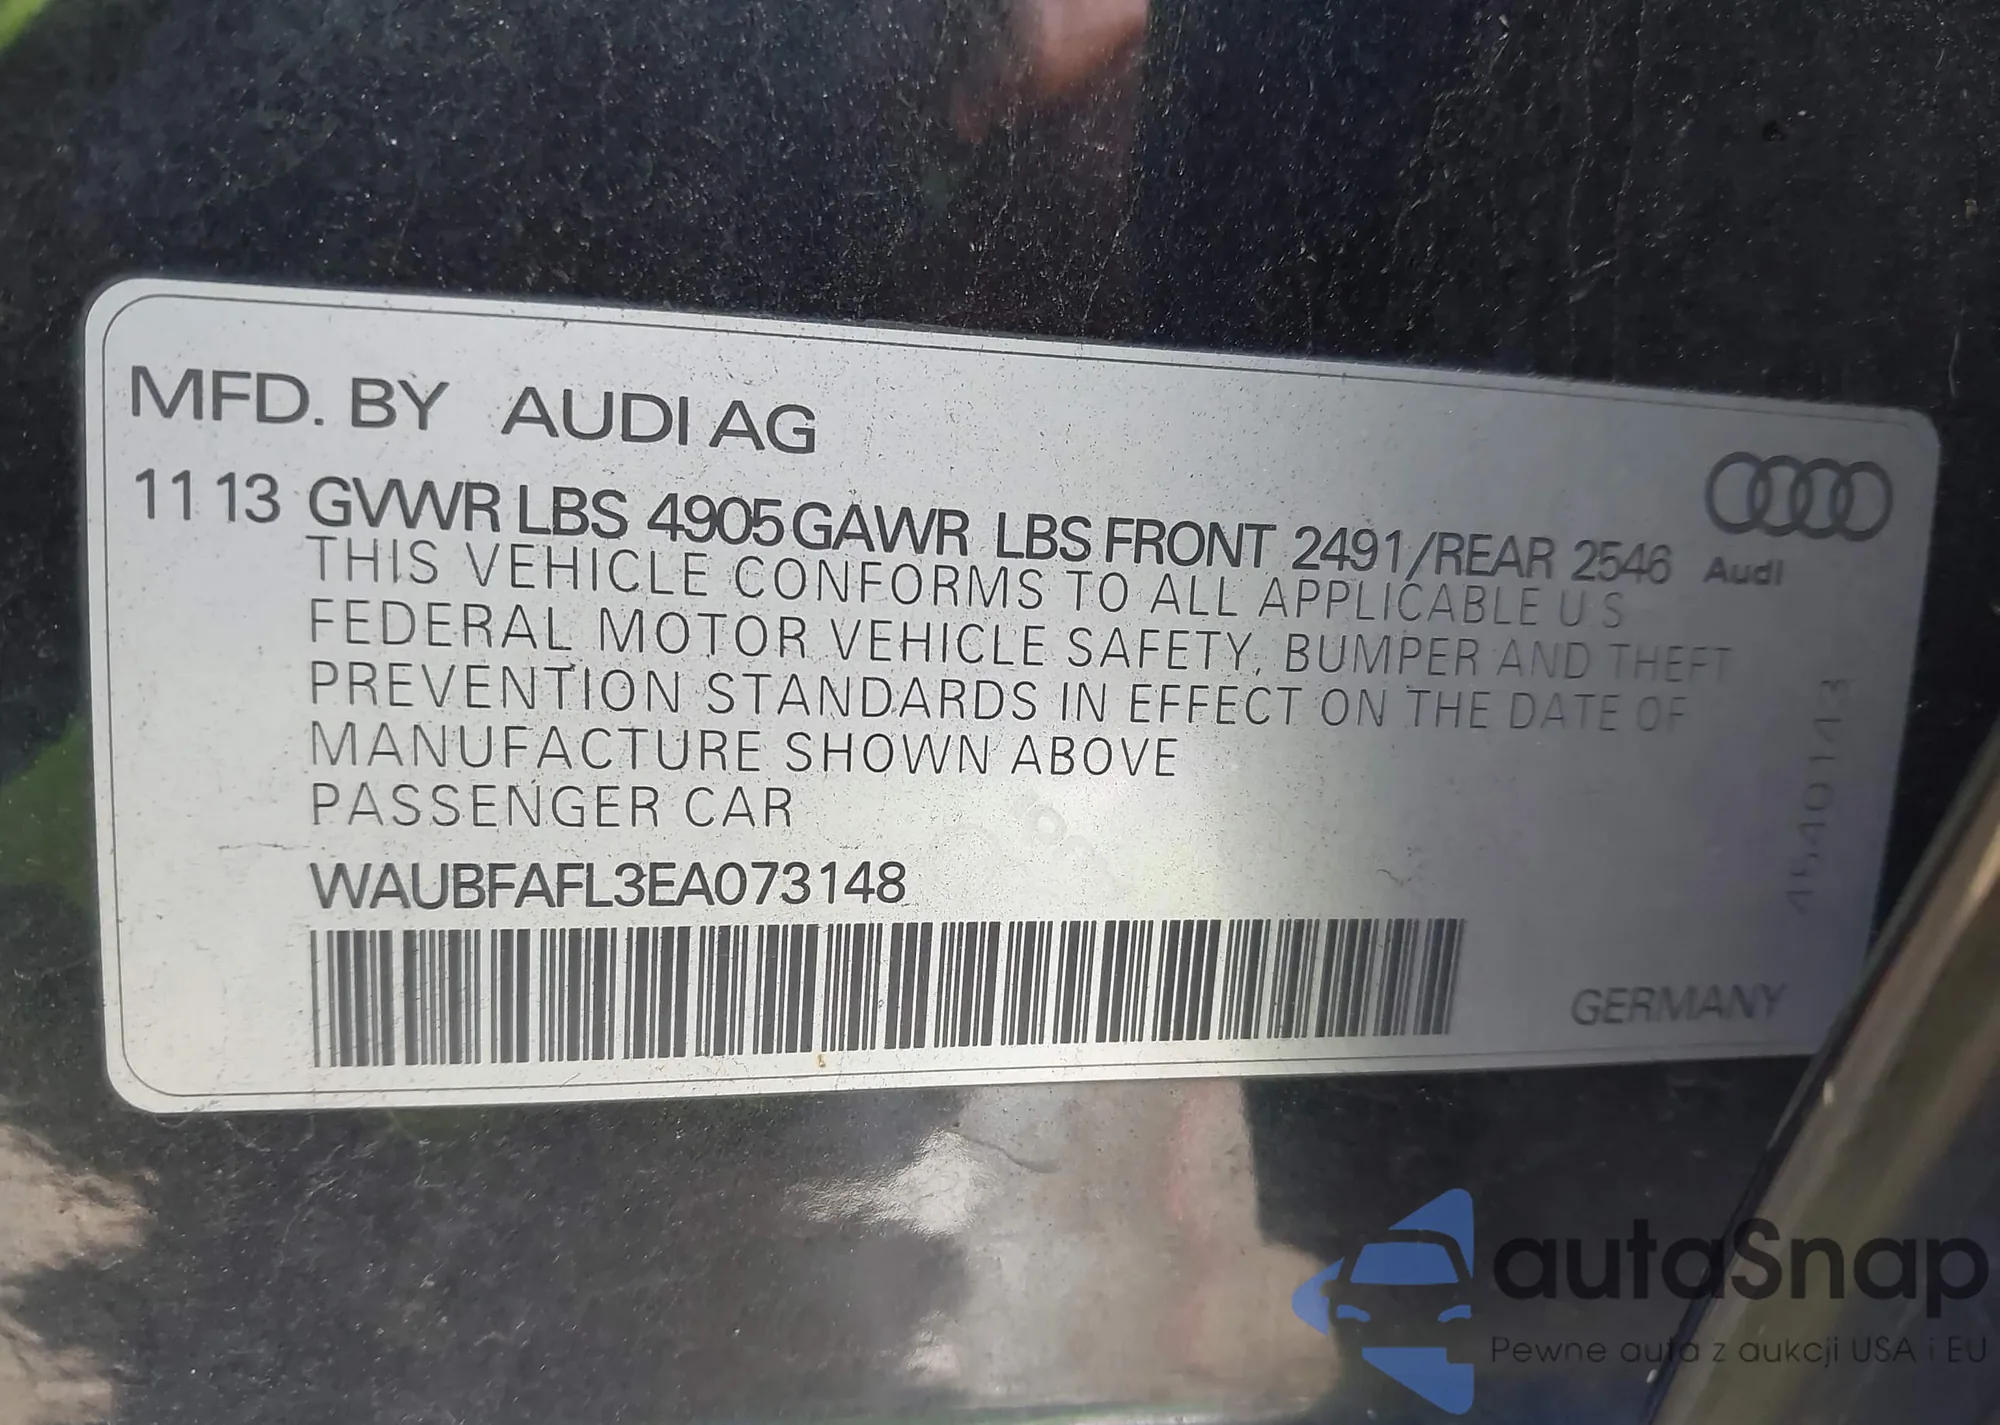 MFD. BY AUDI AG
11 13 GVWR LBS 4905 GAWR LBS FRONT 2491/REAR 2546
Audi
THIS VEHICLE CONFORMS TO ALL APPLICABLE U S
FEDERAL MOTOR VEHICLE SAFETY, BUMPER AND THEFT
PREVENTION STANDARDS IN EFFECT ON THE DATE OF
MANUFACTURE SHOWN ABOVE
PASSENGER CAR
WAUBFAFL3EA073148
4540143
GERMANY
autaSnap
Pewne auta z aukcji USA i EU